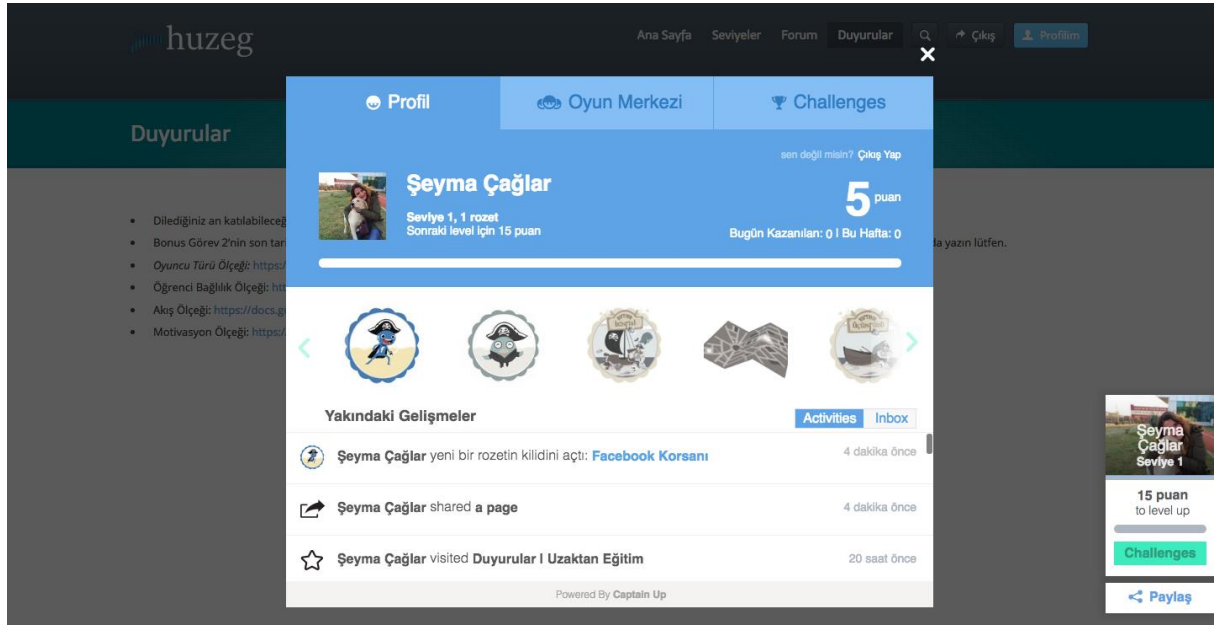 huzeg
Ana Sayfa Seviyeler Forum Duyurular Çıkış Profilim
Duyurular
Profil Oyun Merkezi Challenges
sen değil misin? Çıkış Yap
Şeyma Çağlar
5 puan
Seviye 1, 1 rozet
Sonraki level için 15 puan
Bugün Kazanılan: 0 | Bu Hafta: 0
Dilediğiniz an katılabileceğ
Bonus Görev 2'nin son tar
da yazın lütfen.
Oyuncu Türü Ölçeği: https:/
Öğrenci Bağlılık Ölçeği: htt
Akış Ölçeği: https://docs.g
Motivasyon Ölçeği: https:/
Yakındaki Gelişmeler
Activities Inbox
Şeyma Çağlar yeni bir rozetin kilidini açtı: Facebook Korsanı
4 dakika önce
Şeyma Çağlar shared a page
4 dakika önce
Şeyma Çağlar visited Duyurular | Uzaktan Eğitim
20 saat önce
Powered By Captain Up
Şeyma
Çağlar
Seviye 1
15 puan
to level up
Challenges
Paylaş